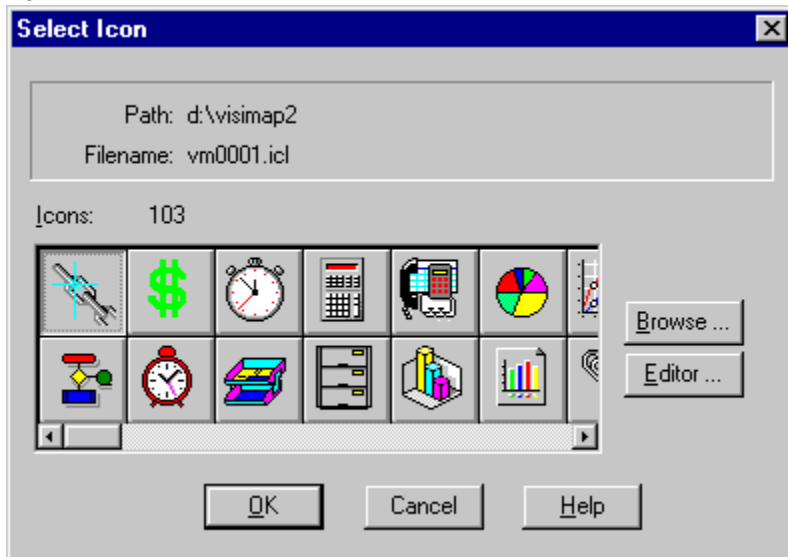 Select Icon
Path: d:\visimap2
Filename: vm0001.icl
Icons: 103
$
Browse ...
Editor ...
OK Cancel Help